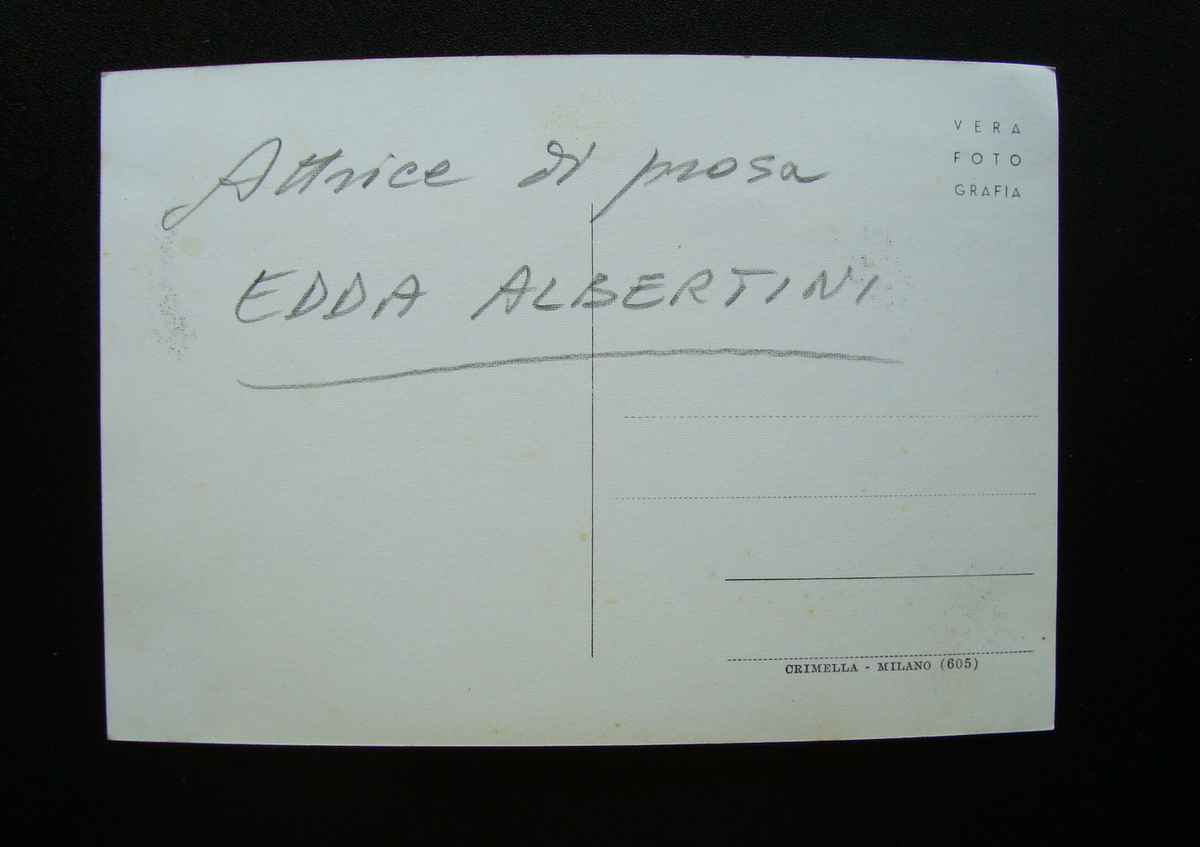 VERA
FOTO
GRAFIA
Attrice di prosa
EDDA ALBERTINI
CRIMELLA - MILANO (605)